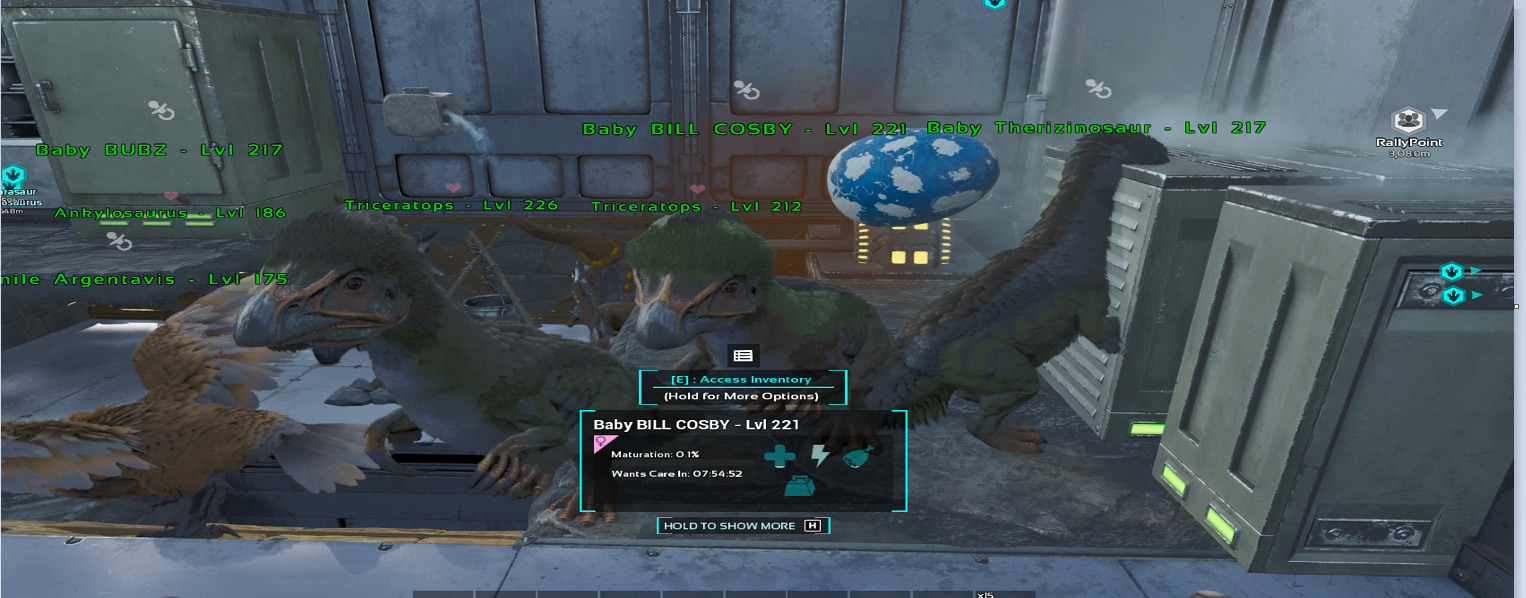 Baby BILL COSBY - Lvl 221
Baby Therizinosaur - Lvl 217
RallyPoint
3,080m
Baby BUBZ - Lvl 217
Ankylosaurus - Lvl 186
Triceratops - Lvl 226
Triceratops - Lvl 212
nile Argentavis - Lvl 175
[E] : Access Inventory
(Hold for More Options)
Baby BILL COSBY - Lvl 221
Maturation: 0.1%
Wants Care In: 07:54:52
HOLD TO SHOW MORE H
x15